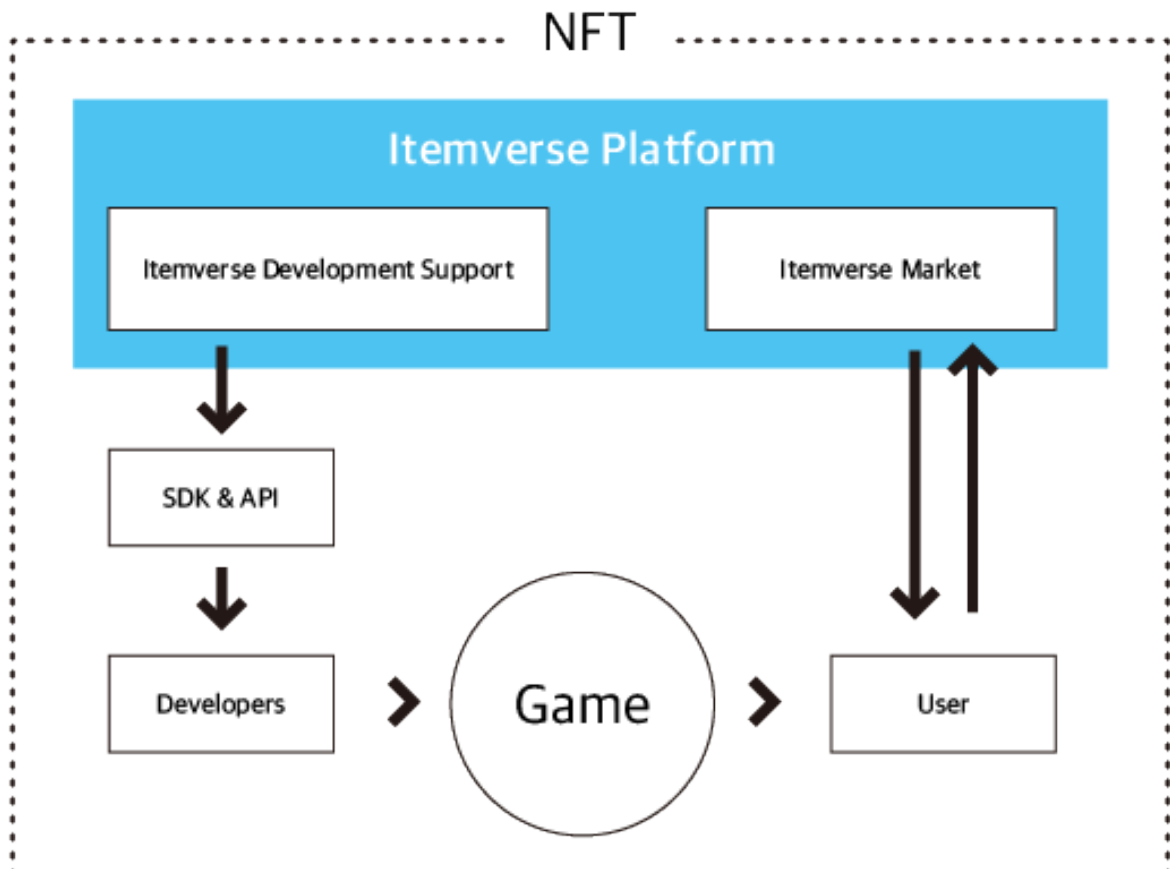 NFT
Itemverse Platform
Itemverse Development Support
Itemverse Market
SDK & API
Developers
Game
User